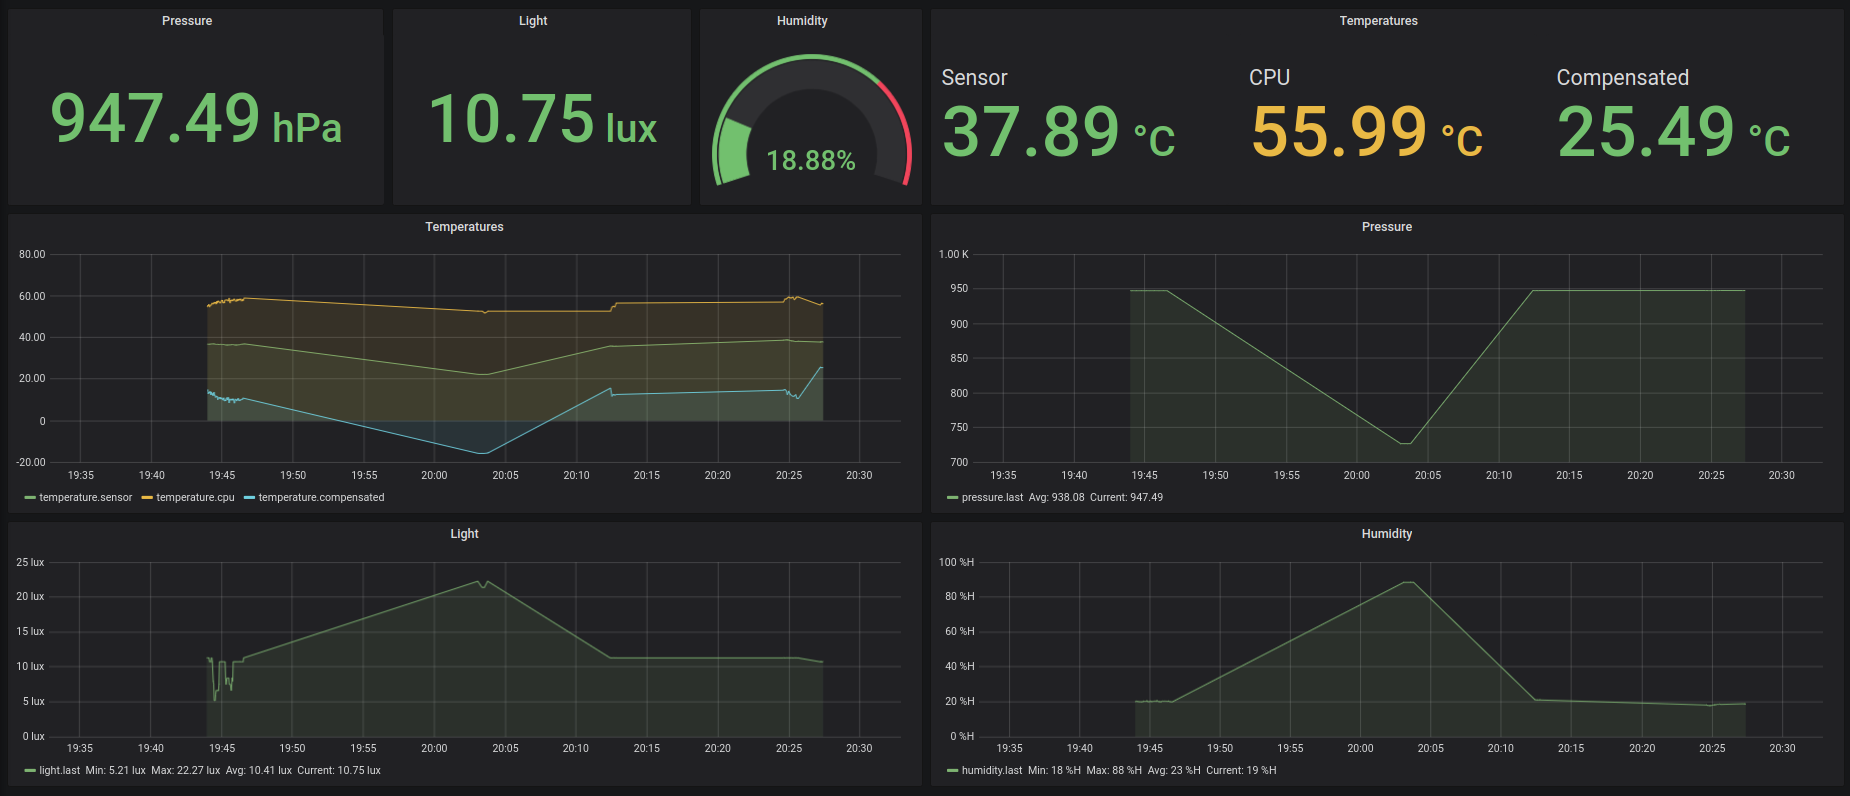 Pressure
947.49 hPa
Light
10.75 lux
Humidity
18.88%
Temperatures
Sensor CPU Compensated
37.89 °C 55.99 °C 25.49 °C
Temperatures
80.00
60.00
40.00
20.00
0
-20.00
19:35 19:40 19:45 19:50 19:55 20:00 20:05 20:10 20:15 20:20 20:25 20:30
temperature.sensor temperature.cpu temperature.compensated
Pressure
1.00 K
950
900
850
800
750
700
19:35 19:40 19:45 19:50 19:55 20:00 20:05 20:10 20:15 20:20 20:25 20:30
pressure.last Avg: 938.08 Current: 947.49
Light
25 lux
20 lux
15 lux
10 lux
5 lux
0 lux
19:35 19:40 19:45 19:50 19:55 20:00 20:05 20:10 20:15 20:20 20:25 20:30
light.last Min: 5.21 lux Max: 22.27 lux Avg: 10.41 lux Current: 10.75 lux
Humidity
100 %H
80 %H
60 %H
40 %H
20 %H
0 %H
19:35 19:40 19:45 19:50 19:55 20:00 20:05 20:10 20:15 20:20 20:25 20:30
humidity.last Min: 18 %H Max: 88 %H Avg: 23 %H Current: 19 %H